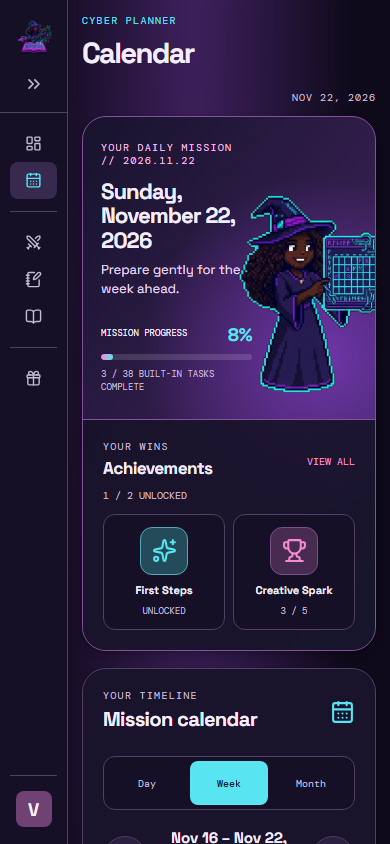 CYBER PLANNER
Calendar
NOV 22, 2026
YOUR DAILY MISSION
// 2026.11.22
Sunday,
November 22,
2026
Prepare gently for the
week ahead.
MISSION PROGRESS 8%
3 / 38 BUILT-IN TASKS
COMPLETE
YOUR WINS
Achievements
VIEW ALL
1 / 2 UNLOCKED
First Steps
UNLOCKED
Creative Spark
3 / 5
YOUR TIMELINE
Mission calendar
Day Week Month
Nov 16 – Nov 22,
V